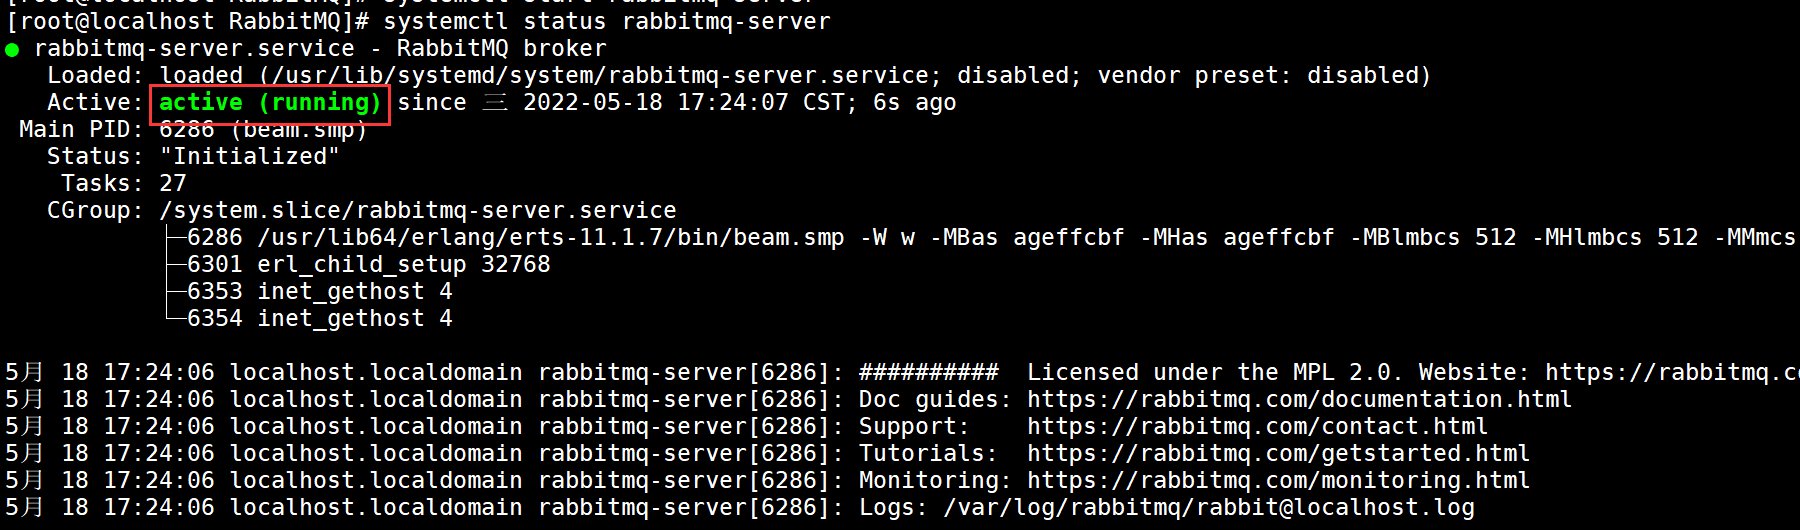 [root@localhost RabbitMQ]# systemctl start rabbitmq-server
[root@localhost RabbitMQ]# systemctl status rabbitmq-server
● rabbitmq-server.service - RabbitMQ broker
   Loaded: loaded (/usr/lib/systemd/system/rabbitmq-server.service; disabled; vendor preset: disabled)
   Active: active (running) since 三 2022-05-18 17:24:07 CST; 6s ago
 Main PID: 6286 (beam.smp)
   Status: "Initialized"
    Tasks: 27
   CGroup: /system.slice/rabbitmq-server.service
           ├─6286 /usr/lib64/erlang/erts-11.1.7/bin/beam.smp -W w -MBas ageffcbf -MHas ageffcbf -MBlmbcs 512 -MHlmbcs 512 -MMmcs
           ├─6301 erl_child_setup 32768
           ├─6353 inet_gethost 4
           └─6354 inet_gethost 4
5月 18 17:24:06 localhost.localdomain rabbitmq-server[6286]: ##########  Licensed under the MPL 2.0. Website: https://rabbitmq.co
5月 18 17:24:06 localhost.localdomain rabbitmq-server[6286]: Doc guides: https://rabbitmq.com/documentation.html
5月 18 17:24:06 localhost.localdomain rabbitmq-server[6286]: Support:    https://rabbitmq.com/contact.html
5月 18 17:24:06 localhost.localdomain rabbitmq-server[6286]: Tutorials:  https://rabbitmq.com/getstarted.html
5月 18 17:24:06 localhost.localdomain rabbitmq-server[6286]: Monitoring: https://rabbitmq.com/monitoring.html
5月 18 17:24:06 localhost.localdomain rabbitmq-server[6286]: Logs: /var/log/rabbitmq/rabbit@localhost.log